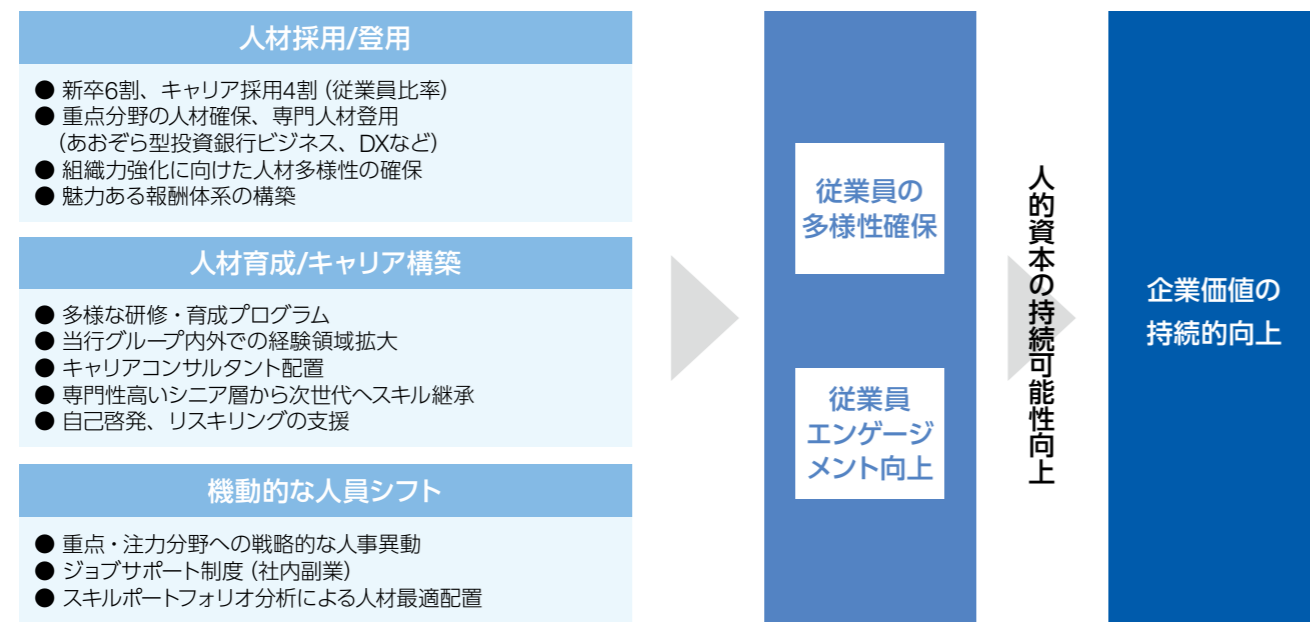 人材採用/登用
● 新卒6割、キャリア採用4割（従業員比率）
● 重点分野の人材確保、専門人材登用
（あおぞら型投資銀行ビジネス、DXなど）
● 組織力強化に向けた人材多様性の確保
● 魅力ある報酬体系の構築
人材育成/キャリア構築
● 多様な研修・育成プログラム
● 当行グループ内外での経験領域拡大
● キャリアコンサルタント配置
● 専門性高いシニア層から次世代へスキル継承
● 自己啓発、リスキリングの支援
機動的な人員シフト
● 重点・注力分野への戦略的な人事異動
● ジョブサポート制度（社内副業）
● スキルポートフォリオ分析による人材最適配置
従業員の
多様性確保
従業員
エンゲージ
メント向上
人的資本の持続可能性向上
企業価値の
持続的向上